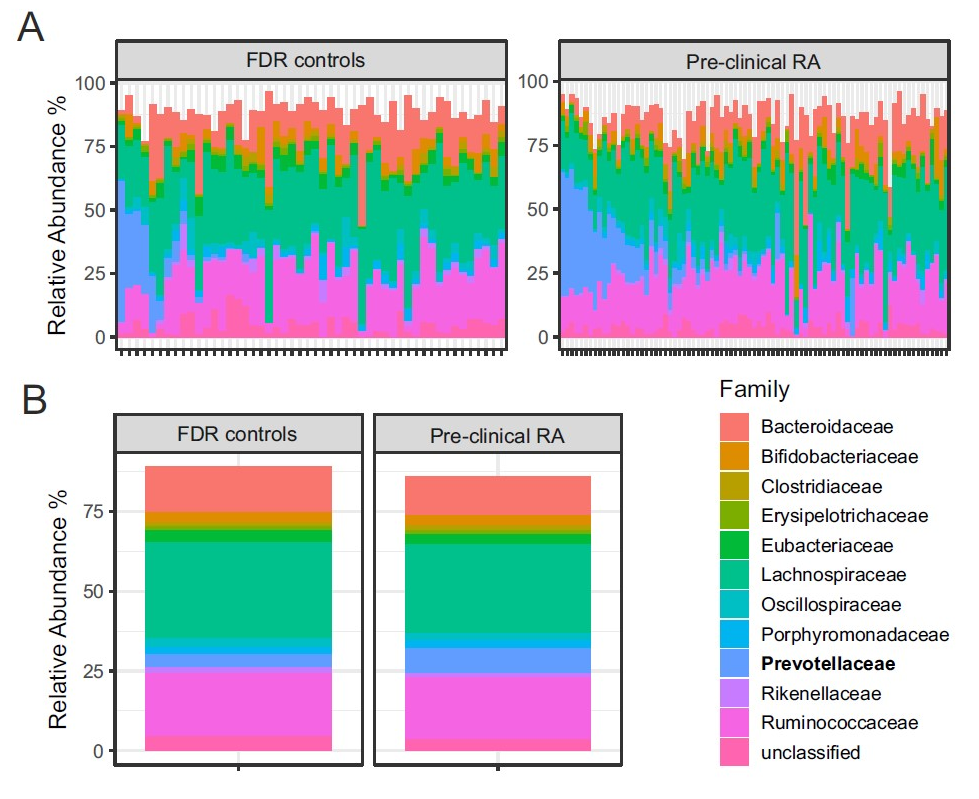 A
FDR controls
Pre-clinical RA
Relative Abundance %
100
75
50
25
0
100
75
50
25
0
B
FDR controls
Pre-clinical RA
Relative Abundance %
75
50
25
0
Family
Bacteroidaceae
Bifidobacteriaceae
Clostridiaceae
Erysipelotrichaceae
Eubacteriaceae
Lachnospiraceae
Oscillospiraceae
Porphyromonadaceae
Prevotellaceae
Rikenellaceae
Ruminococcaceae
unclassified